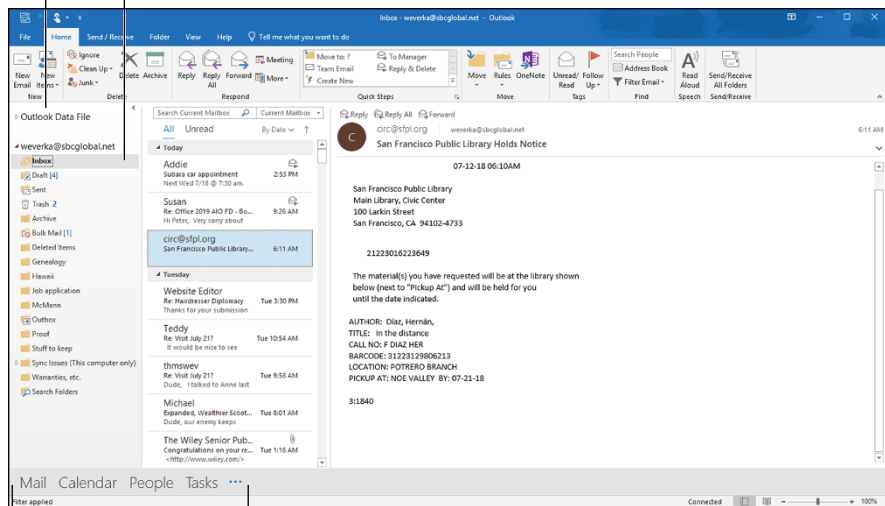 Inbox - weverka@sbcglobal.net - Outlook
File Home Send / Receive Folder View Help Tell me what you want to do
New Email
New Items
Ignore
Clean Up
Junk
Delete
Archive
Reply
Reply All
Forward
Meeting
More
Move to: ?
Team Email
Create New
To Manager
Reply & Delete
Move
Rules
OneNote
Unread/ Read
Follow Up
Search People
Address Book
Filter Email
Read Aloud
Send/Receive All Folders
New Delete Respond Quick Steps Move Tags Find Speech Send/Receive
Outlook Data File
weverka@sbcglobal.net
Inbox
Draft [4]
Sent
Trash 2
Archive
Bulk Mail [1]
Deleted Items
Genealogy
Hawaii
Job application
McMann
Outbox
Proof
Stuff to keep
Sync Issues (This computer only)
Warranties, etc.
Search Folders
Search Current Mailbox Current Mailbox
All Unread By Date
Today
Addie
Subara car appointment 2:53 PM
Next Wed 7/18 @ 7:30 am.
Susan
Re: Office 2019 AIO FD - Bo... 9:26 AM
Hi Peter, Very sorry about
circ@sfpl.org
San Francisco Public Library... 6:11 AM
Tuesday
Website Editor
Re: Hairdresser Diplomacy Tue 3:30 PM
Thanks for your submission
Teddy
Re: Visit July 21? Tue 10:54 AM
It would be nice to see
thmswev
Re: Visit July 21? Tue 9:58 AM
Dude, I talked to Anne last
Michael
Expanded, Wealthier Scoot... Tue 8:01 AM
Dude, our enemy keeps
The Wiley Senior Pub...
Congratulations on your re... Tue 1:16 AM
<http://www.wiley.com/>
Reply Reply All Forward
C
circ@sfpl.org weverka@sbcglobal.net 6:11 AM
San Francisco Public Library Holds Notice
07-12-18 06:10AM
San Francisco Public Library
Main Library, Civic Center
100 Larkin Street
San Francisco, CA 94102-4733
21223016223649
The material(s) you have requested will be at the library shown
below (next to "Pickup At") and will be held for you
until the date indicated.
AUTHOR: Díaz, Hernán,
TITLE: In the distance
CALL NO: F DIAZ HER
BARCODE: 31223129806213
LOCATION: POTRERO BRANCH
PICKUP AT: NOE VALLEY BY: 07-21-18
3:1840
Mail Calendar People Tasks ...
Filter applied
Connected
100%